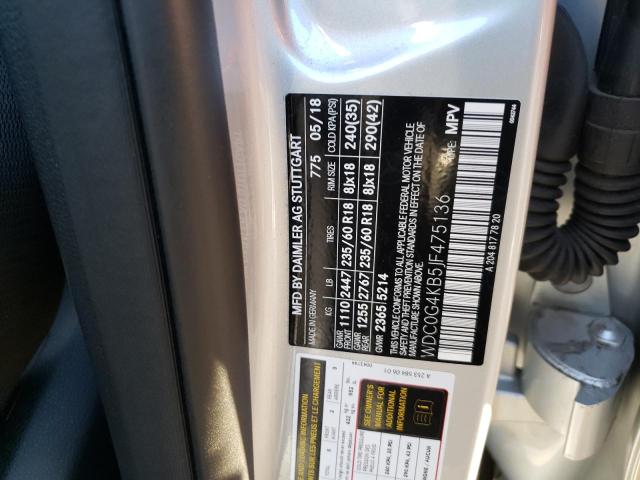 MFD BY DAIMLER AG STUTTGART
MADE IN GERMANY 775 05/18
KG LB TIRES RIM SIZE COLD KPA(PSI)
GAWR FRONT 1110 2447 235/60 R18 8Jx18 240(35)
GAWR REAR 1255 2767 235/60 R18 8Jx18 290(42)
GVWR 2365 5214
THIS VEHICLE CONFORMS TO ALL APPLICABLE FEDERAL MOTOR VEHICLE
SAFETY AND THEFT PREVENTION STANDARDS IN EFFECT ON THE DATE OF
MANUFACTURE SHOWN ABOVE.
WDC0G4KB5JF475136 TYPE: MPV
A 204 817 78 20
A 253 584 06 01
SEE OWNER'S
MANUAL FOR
ADDITIONAL
INFORMATION